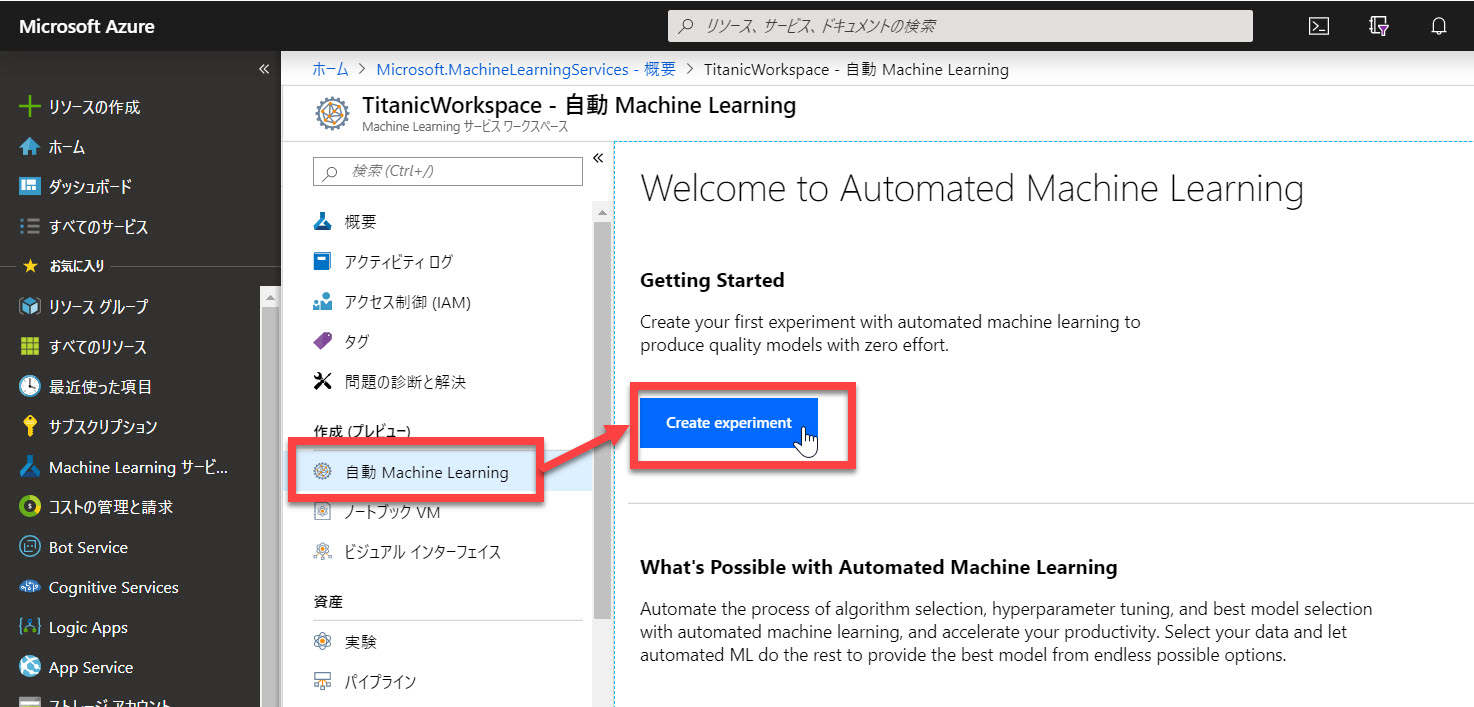 Microsoft Azure
リソース、サービス、ドキュメントの検索
ホーム > Microsoft.MachineLearningServices - 概要 > TitanicWorkspace - 自動 Machine Learning
TitanicWorkspace - 自動 Machine Learning
Machine Learning サービス ワークスペース
リソースの作成
ホーム
ダッシュボード
すべてのサービス
お気に入り
リソース グループ
すべてのリソース
最近使った項目
サブスクリプション
Machine Learning サービ...
コストの管理と請求
Bot Service
Cognitive Services
Logic Apps
App Service
ストレージ アカウント
検索 (Ctrl+/)
概要
アクティビティ ログ
アクセス制御 (IAM)
タグ
問題の診断と解決
作成 (プレビュー)
自動 Machine Learning
ノートブック VM
ビジュアル インターフェイス
資産
実験
パイプライン
Welcome to Automated Machine Learning
Getting Started
Create your first experiment with automated machine learning to
produce quality models with zero effort.
Create experiment
What's Possible with Automated Machine Learning
Automate the process of algorithm selection, hyperparameter tuning, and best model selection
with automated machine learning, and accelerate your productivity. Select your data and let
automated ML do the rest to provide the best model from endless possible options.